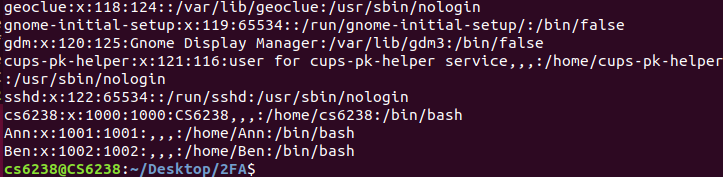 geoclue:x:118:124::/var/lib/geoclue:/usr/sbin/nologin
gnome-initial-setup:x:119:65534::/run/gnome-initial-setup/:/bin/false
gdm:x:120:125:Gnome Display Manager:/var/lib/gdm3:/bin/false
cups-pk-helper:x:121:116:user for cups-pk-helper service,,,:/home/cups-pk-helper
:/usr/sbin/nologin
sshd:x:122:65534::/run/sshd:/usr/sbin/nologin
cs6238:x:1000:1000:CS6238,,,:/home/cs6238:/bin/bash
Ann:x:1001:1001:,,,:/home/Ann:/bin/bash
Ben:x:1002:1002:,,,:/home/Ben:/bin/bash
cs6238@CS6238:~/Desktop/2FA$